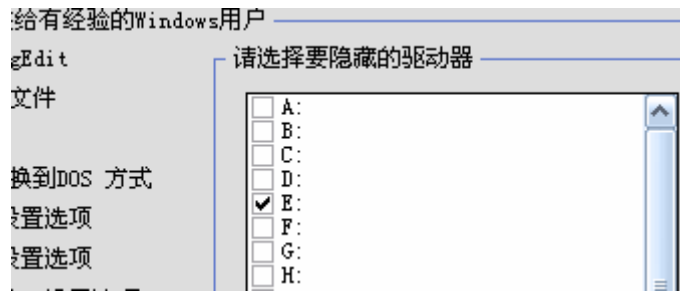 给有经验的Windows用户
gEdit
文件
换到DOS 方式
设置选项
置选项
请选择要隐藏的驱动器
A:
B:
C:
D:
E:
F:
G:
H: